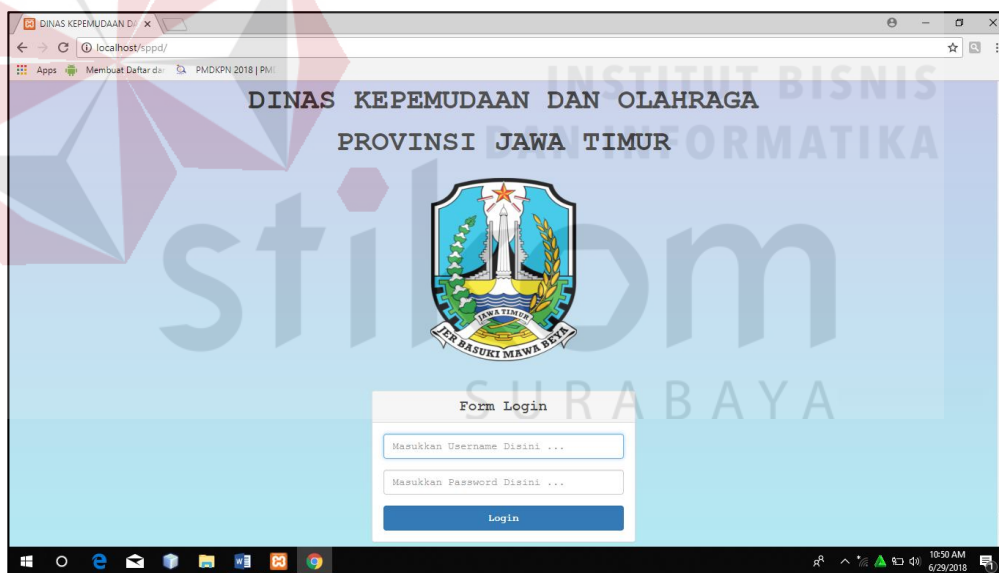 DINAS KEPEMUDAAN DA
localhost/sppd/
Apps
Membuat Daftar dar
PMDKPN 2018 | PM
INSTITUT BISNIS
DINAS KEPEMUDAAN DAN OLAHRAGA
DAN INFORMATIKA
PROVINSI JAWA TIMUR
stikom
JAWA TIMUR
JER BASUKI MAWA BEYA
SURABAYA
Form Login
Masukkan Username Disini ...
Masukkan Password Disini ...
Login
10:50 AM
6/29/2018